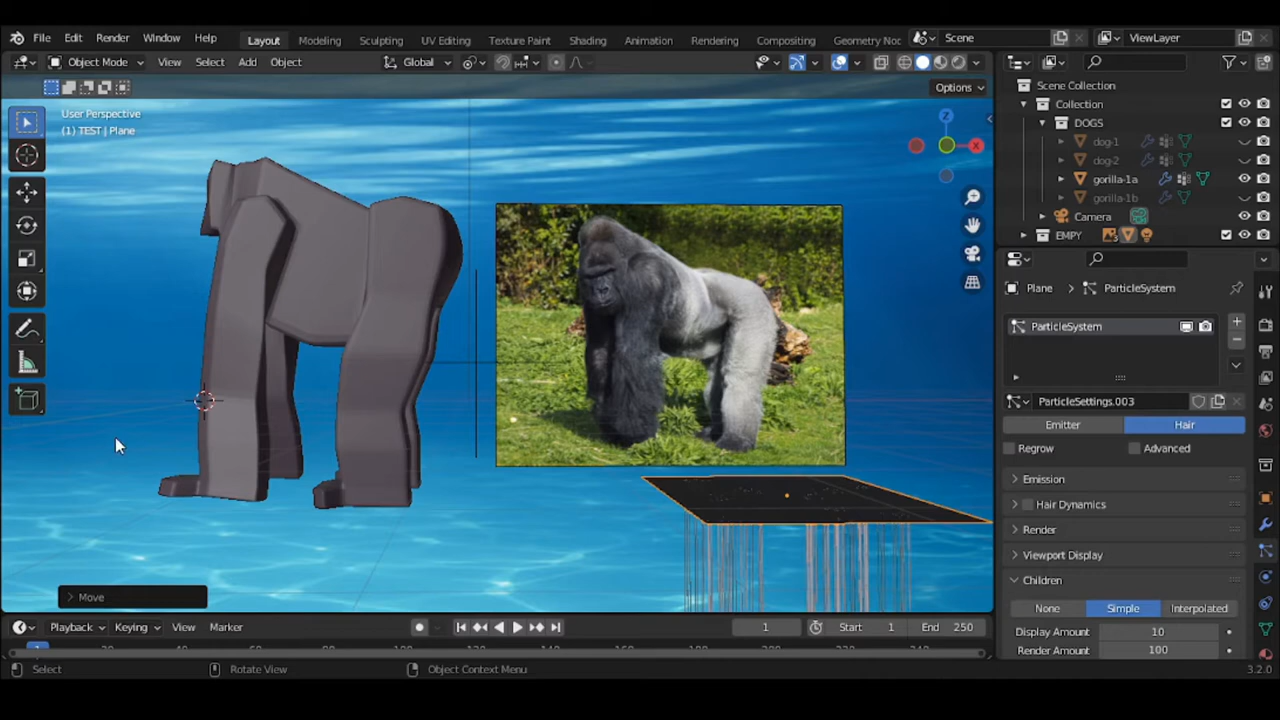 File Edit Render Window Help Layout Modeling Sculpting UV Editing Texture Paint Shading Animation Rendering Compositing Geometry Noc Scene ViewLayer
Object Mode View Select Add Object Global
Options
User Perspective
(1) TEST | Plane
Z
X
Move
Playback Keying View Marker 1 Start 1 End 250
Select Rotate View Object Context Menu 3.2.0
Scene Collection
Collection
DOGS
dog-1
dog-2
gorilla-1a
gorilla-1b
Camera
EMPY 3
Plane ParticleSystem
ParticleSystem
ParticleSettings.003
Emitter Hair
Regrow Advanced
Emission
Hair Dynamics
Render
Viewport Display
Children
None Simple Interpolated
Display Amount 10
Render Amount 100